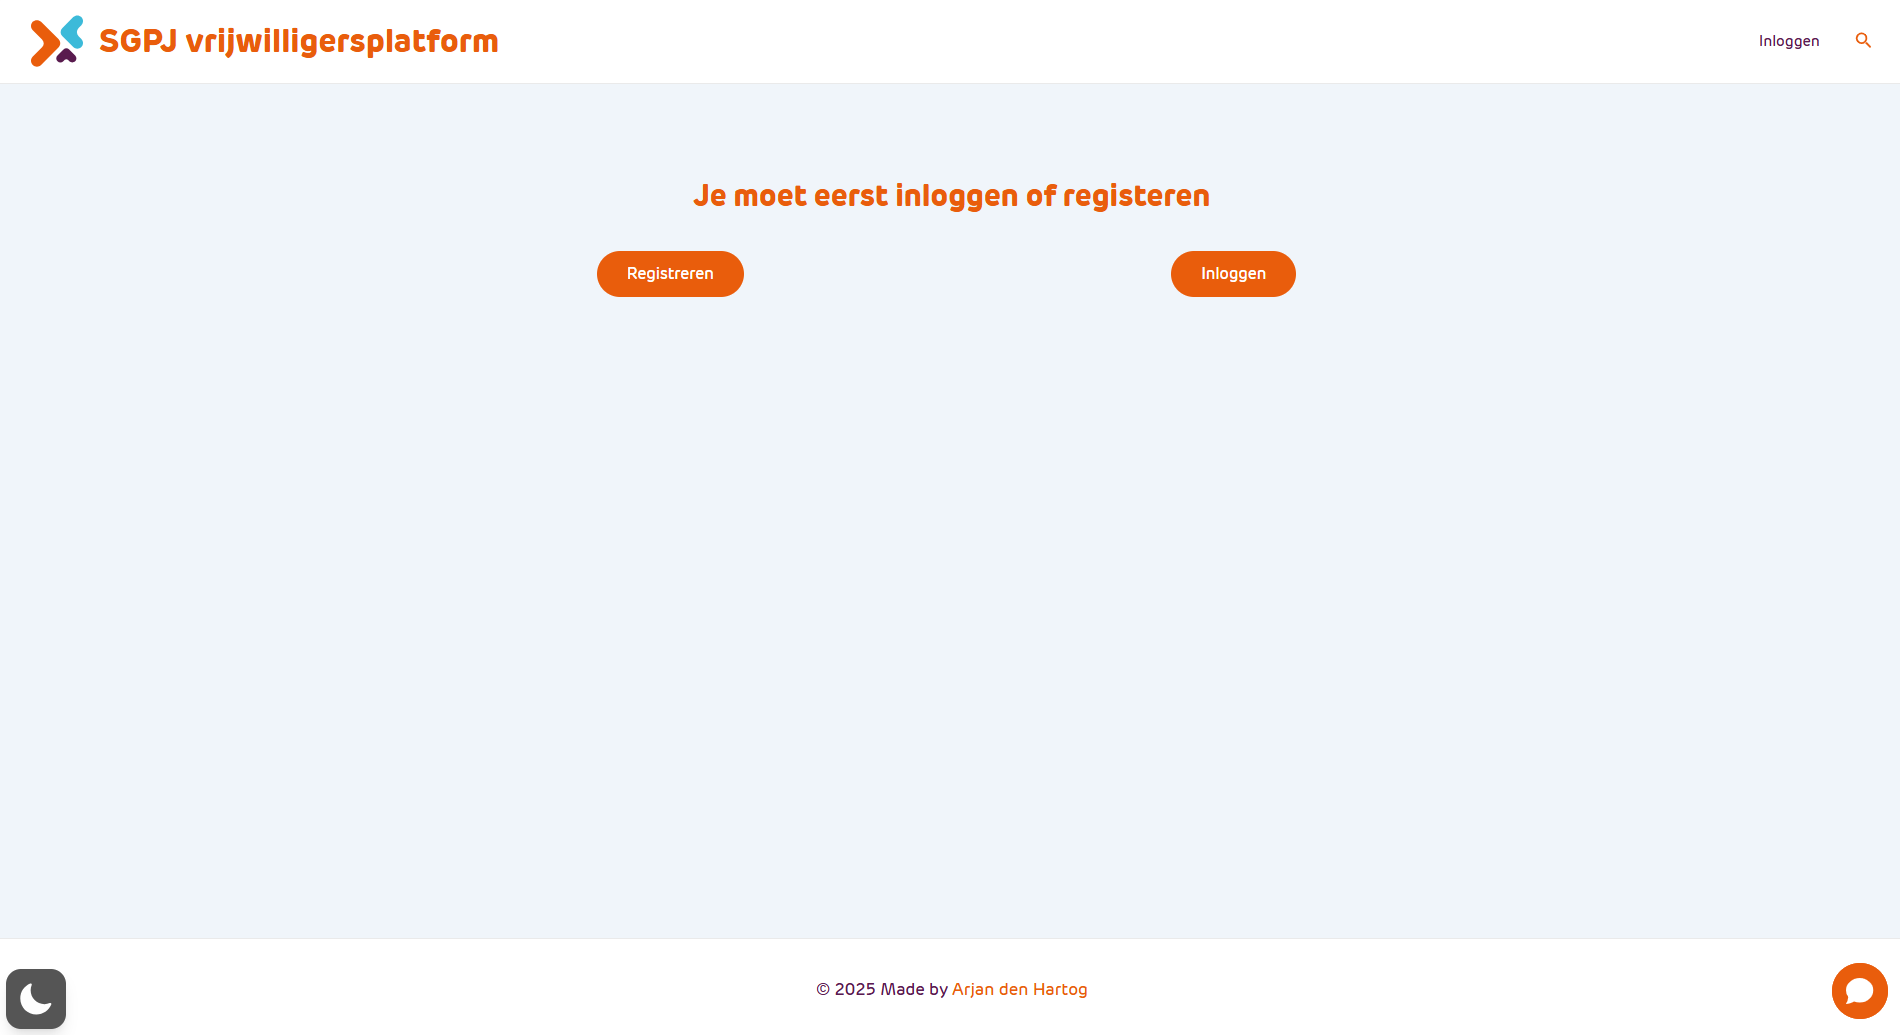 SGPJ vrijwilligersplatform
Inloggen
Je moet eerst inloggen of registeren
Registreren
Inloggen
© 2025 Made by Arjan den Hartog